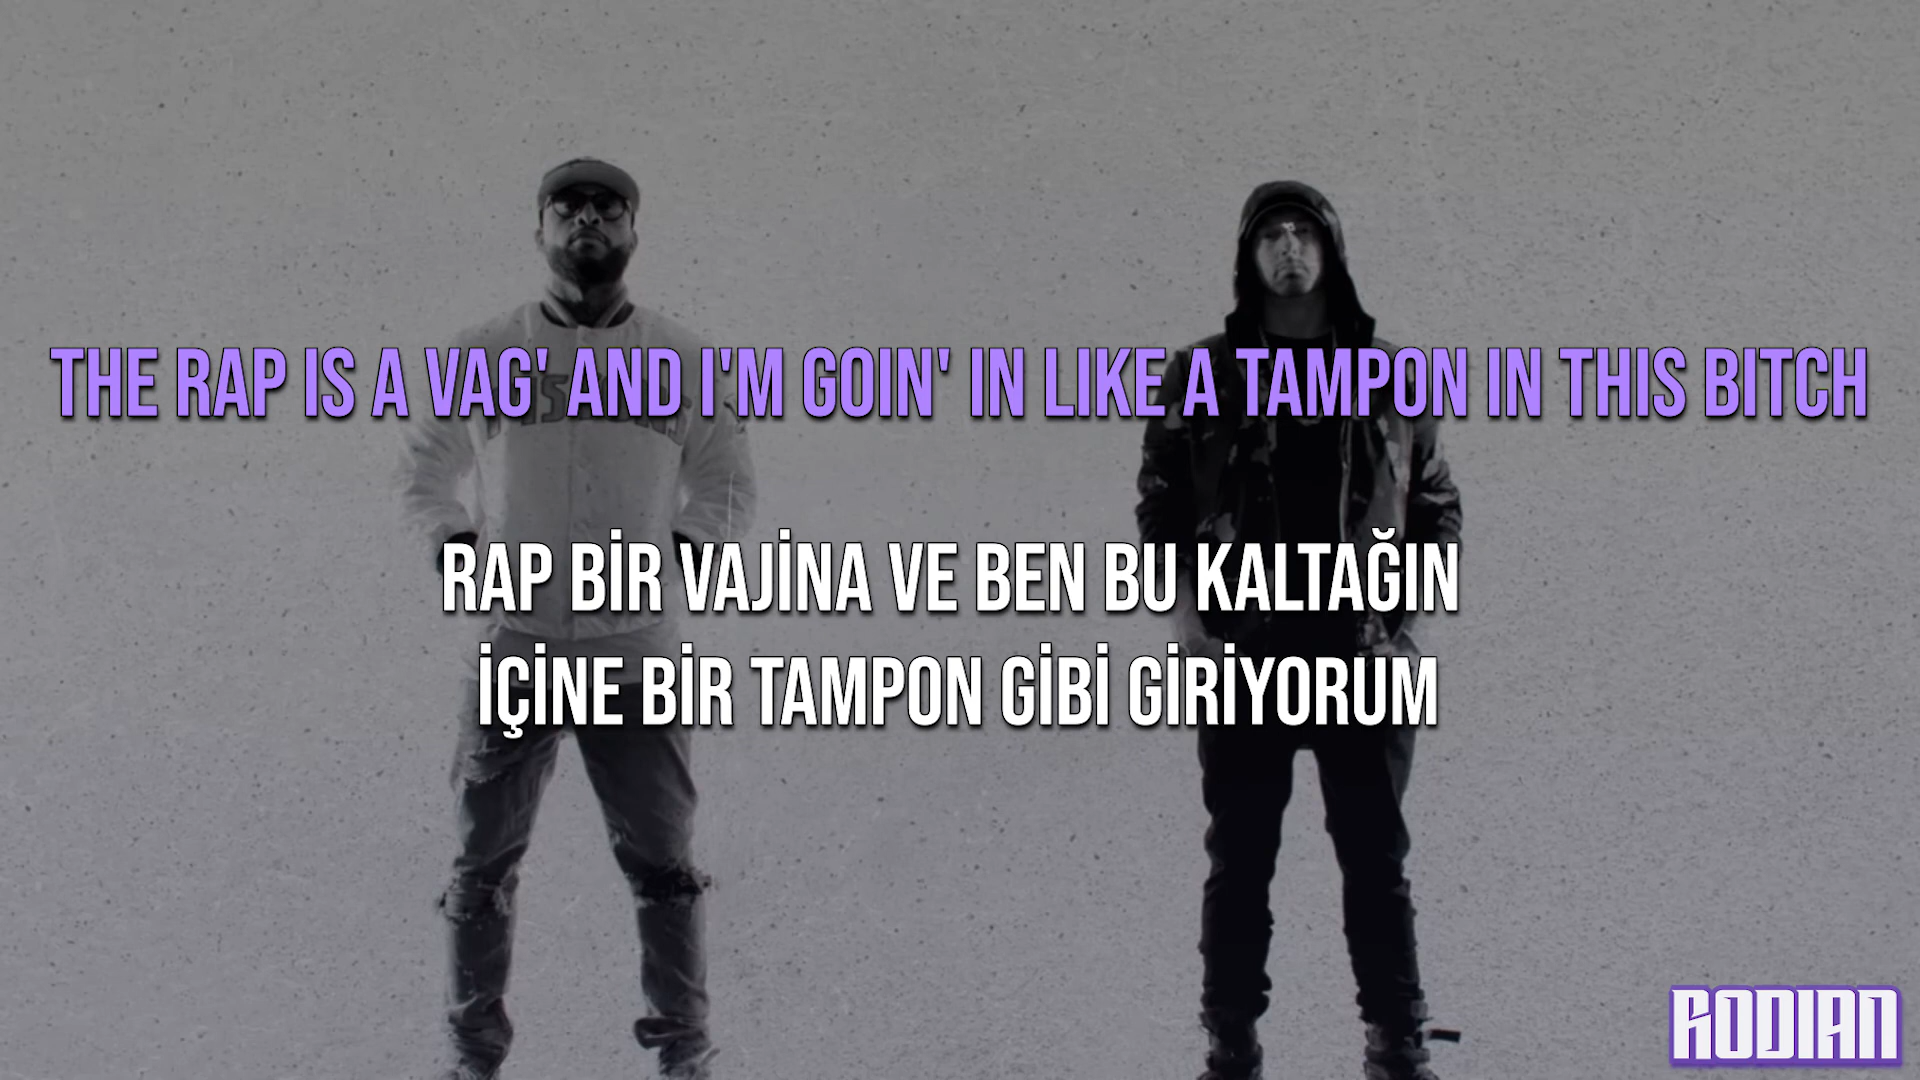 THE RAP IS A VAG' AND I'M GOIN' IN LIKE A TAMPON IN THIS BITCH
RAP BİR VAJİNA VE BEN BU KALTAĞIN
İÇİNE BİR TAMPON GİBİ GİRİYORUM
RODIAN